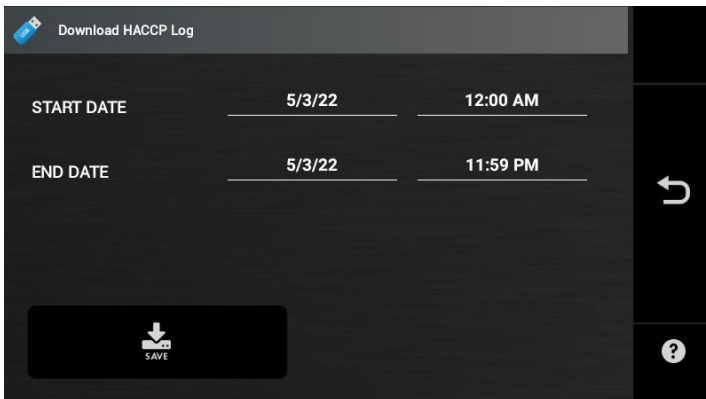 Download HACCP Log
START DATE 5/3/22 12:00 AM
END DATE 5/3/22 11:59 PM
SAVE
?